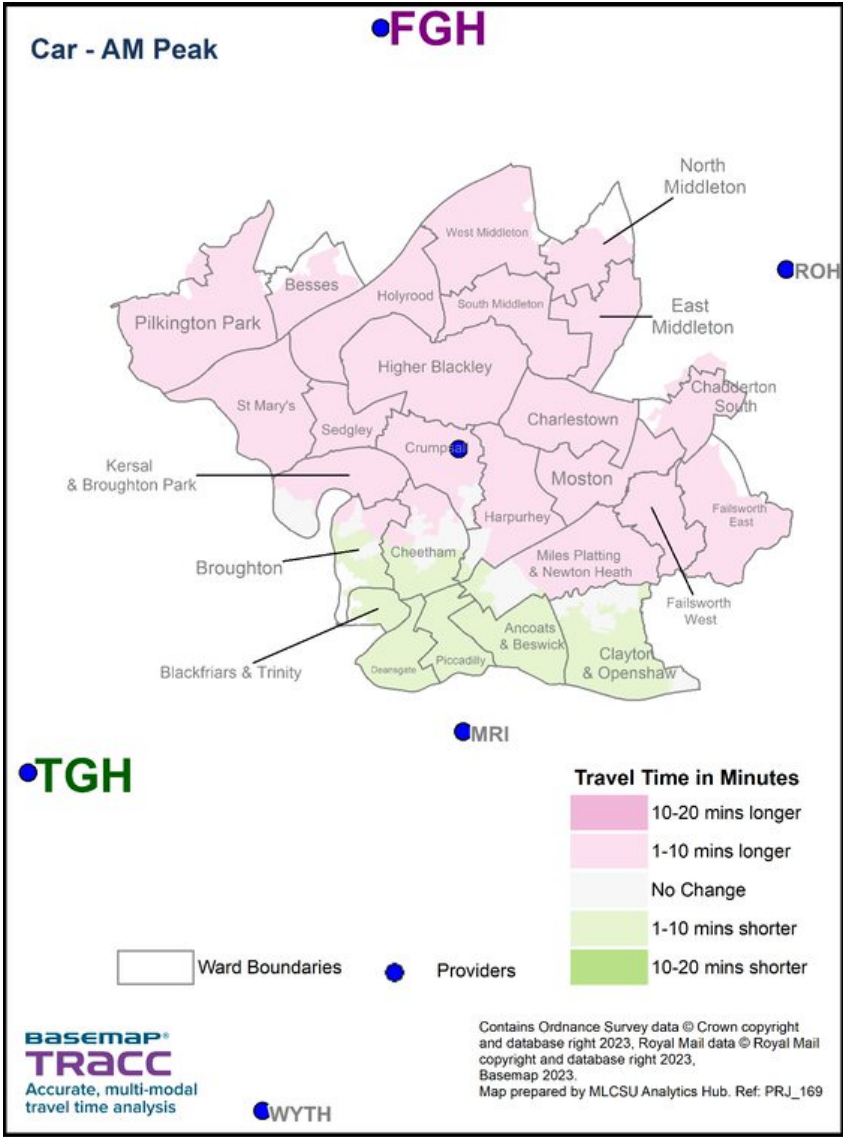 FGH
Car - AM Peak
North
Middleton
West Middleton
ROH
Besses
Holyrood
South Middleton
East
Middleton
Pilkington Park
Higher Blackley
Chadderton
South
St Mary's
Charlestown
Sedgley
Crumpsall
Kersal
& Broughton Park
Moston
Harpurhey
Failsworth
East
Cheetham
Miles Platting
& Newton Heath
Broughton
Failsworth
West
Ancoats
& Beswick
Clayton
& Openshaw
Blackfriars & Trinity
Deansgate
Piccadilly
MRI
TGH
Travel Time in Minutes
10-20 mins longer
1-10 mins longer
No Change
1-10 mins shorter
10-20 mins shorter
Ward Boundaries
Providers
BASEMAP®
TRACC
Accurate, multi-modal
travel time analysis
Contains Ordnance Survey data © Crown copyright
and database right 2023, Royal Mail data © Royal Mail
copyright and database right 2023,
Basemap 2023.
Map prepared by MLCSU Analytics Hub. Ref: PRJ_169
WYTH